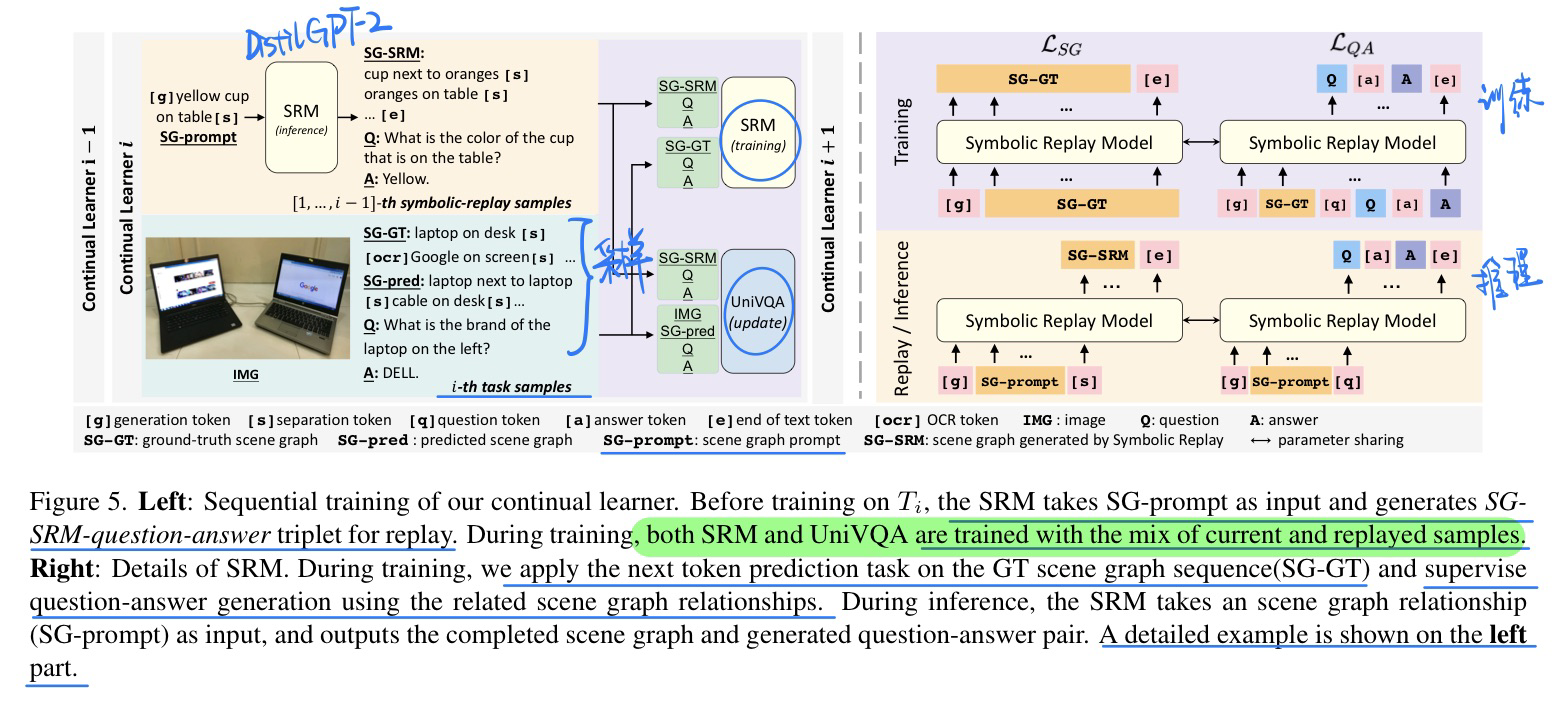 DistilGPT-2
Continual Learner i − 1
Continual Learner i
[g]yellow cup
on table[s]
SG-prompt
SRM
(inference)
SG-SRM:
cup next to oranges [s]
oranges on table [s]
... [e]
Q: What is the color of the cup
that is on the table?
A: Yellow.
[1, ..., i − 1]-th symbolic-replay samples
IMG
SG-GT: laptop on desk [s]
[ocr]Google on screen[s] ...
SG-pred: laptop next to laptop
[s]cable on desk[s]...
Q: What is the brand of the
laptop on the left?
A: DELL.
i-th task samples
采样
SG-SRM
Q
A
SG-GT
Q
A
SRM
(training)
SG-SRM
Q
A
IMG
SG-pred
Q
A
UniVQA
(update)
Continual Learner i + 1
ℒSG
ℒQA
Training
SG-GT [e]
Q [a] A [e]
... ...
Symbolic Replay Model
Symbolic Replay Model
... ...
[g] SG-GT
[g] SG-GT [q] Q [a] A
训练
Replay / Inference
SG-SRM [e]
Q [a] A [e]
... ...
Symbolic Replay Model
Symbolic Replay Model
... ...
[g] SG-prompt [s]
[g] SG-prompt [q]
推理
[g]generation token [s]separation token [q]question token [a]answer token [e]end of text token [ocr] OCR token IMG : image Q: question A: answer
SG-GT: ground-truth scene graph SG-pred : predicted scene graph SG-prompt: scene graph prompt SG-SRM: scene graph generated by Symbolic Replay ↔ parameter sharing
Figure 5. Left: Sequential training of our continual learner. Before training on Ti, the SRM takes SG-prompt as input and generates SG-
SRM-question-answer triplet for replay. During training, both SRM and UniVQA are trained with the mix of current and replayed samples.
Right: Details of SRM. During training, we apply the next token prediction task on the GT scene graph sequence(SG-GT) and supervise
question-answer generation using the related scene graph relationships. During inference, the SRM takes an scene graph relationship
(SG-prompt) as input, and outputs the completed scene graph and generated question-answer pair. A detailed example is shown on the left
part.